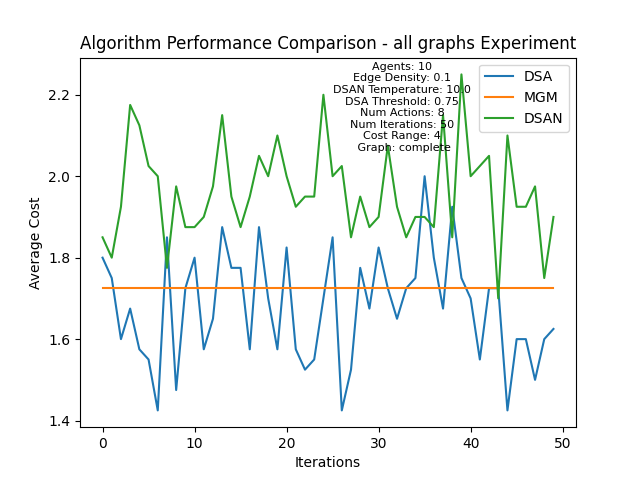 Algorithm Performance Comparison - all graphs Experiment
Agents: 10
Edge Density: 0.1
DSAN Temperature: 10.0
DSA Threshold: 0.75
Num Actions: 8
Num Iterations: 50
Cost Range: 4
Graph: complete
DSA
MGM
DSAN
Average Cost
2.2
2.0
1.8
1.6
1.4
0
10
20
30
40
50
Iterations